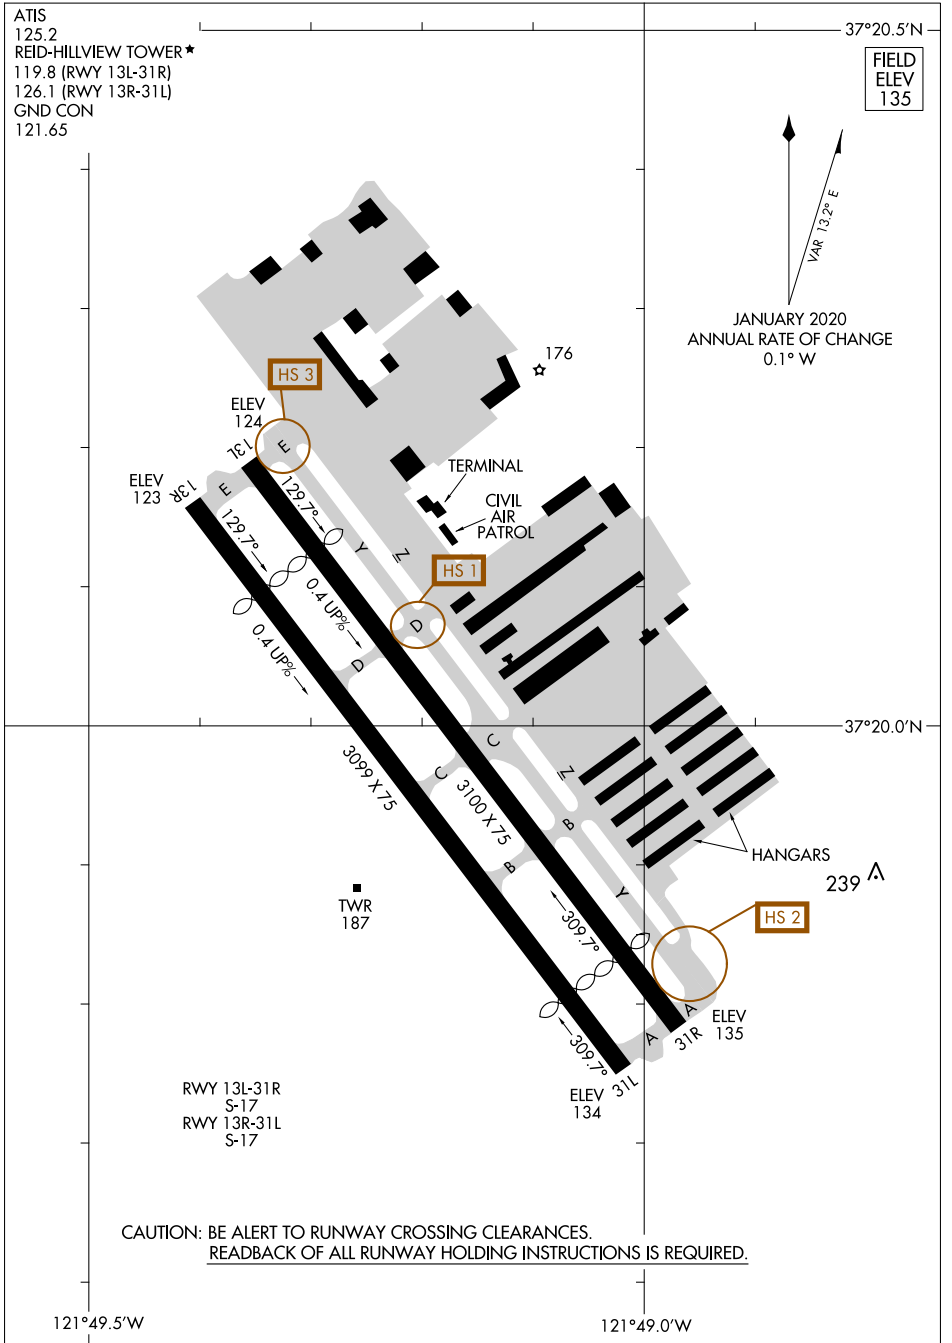 ATIS
125.2
REID-HILLVIEW TOWER★
119.8 (RWY 13L-31R)
126.1 (RWY 13R-31L)
GND CON
121.65
37°20.5'N
FIELD
ELEV
135
VAR 13.2° E
JANUARY 2020
ANNUAL RATE OF CHANGE
0.1° W
176
HS 3
ELEV
124
13L
E
ELEV
123
13R
E
129.7°
129.7°
TERMINAL
CIVIL
AIR
PATROL
Y
Z
HS 1
0.4 UP%
0.4 UP%
D
D
37°20.0'N
C
C
Z
3099 X 75
3100 X 75
B
B
HANGARS
239
TWR
187
Y
309.7°
HS 2
A
A
31R
ELEV
135
309.7°
31L
ELEV
134
RWY 13L-31R
S-17
RWY 13R-31L
S-17
CAUTION: BE ALERT TO RUNWAY CROSSING CLEARANCES.
READBACK OF ALL RUNWAY HOLDING INSTRUCTIONS IS REQUIRED.
121°49.5'W
121°49.0'W